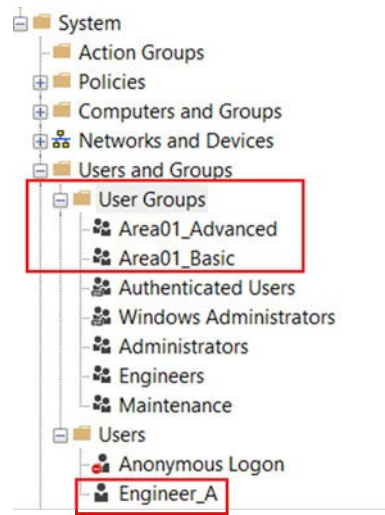 System
Action Groups
Policies
Computers and Groups
Networks and Devices
Users and Groups
User Groups
Area01_Advanced
Area01_Basic
Authenticated Users
Windows Administrators
Administrators
Engineers
Maintenance
Users
Anonymous Logon
Engineer_A